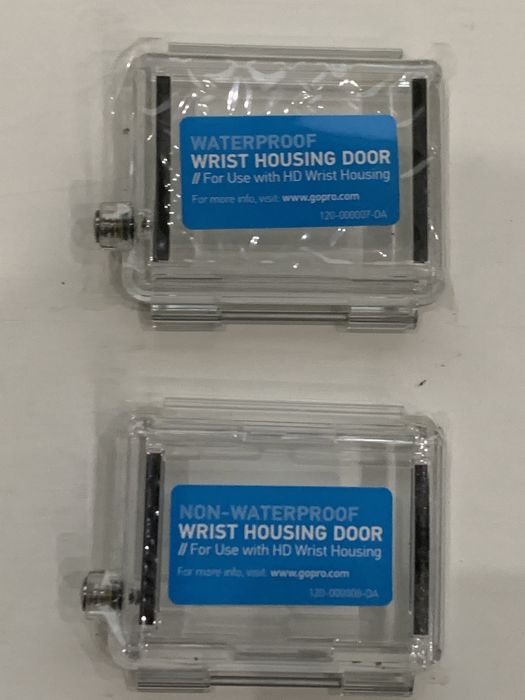 WATERPROOF
WRIST HOUSING DOOR
// For Use with HD Wrist Housing
For more info, visit: www.gopro.com
120-000007-0A
NON-WATERPROOF
WRIST HOUSING DOOR
// For Use with HD Wrist Housing
For more info, visit: www.gopro.com
120-000008-0A